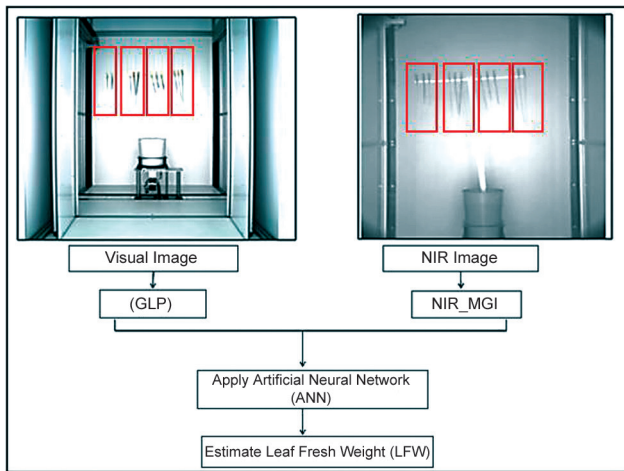 Visual Image
NIR Image
(GLP)
NIR_MGI
Apply Artificial Neural Network
(ANN)
Estimate Leaf Fresh Weight (LFW)